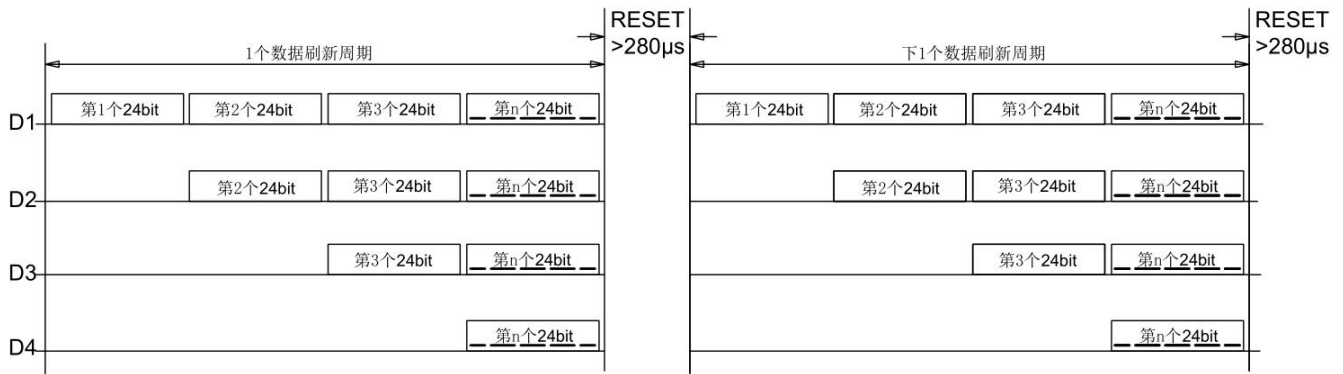 RESET
>280μs
RESET
>280μs
1个数据刷新周期
下1个数据刷新周期
D1
第1个24bit
第2个24bit
第3个24bit
第n个24bit
第1个24bit
第2个24bit
第3个24bit
第n个24bit
D2
第2个24bit
第3个24bit
第n个24bit
第2个24bit
第3个24bit
第n个24bit
D3
第3个24bit
第n个24bit
第3个24bit
第n个24bit
D4
第n个24bit
第n个24bit